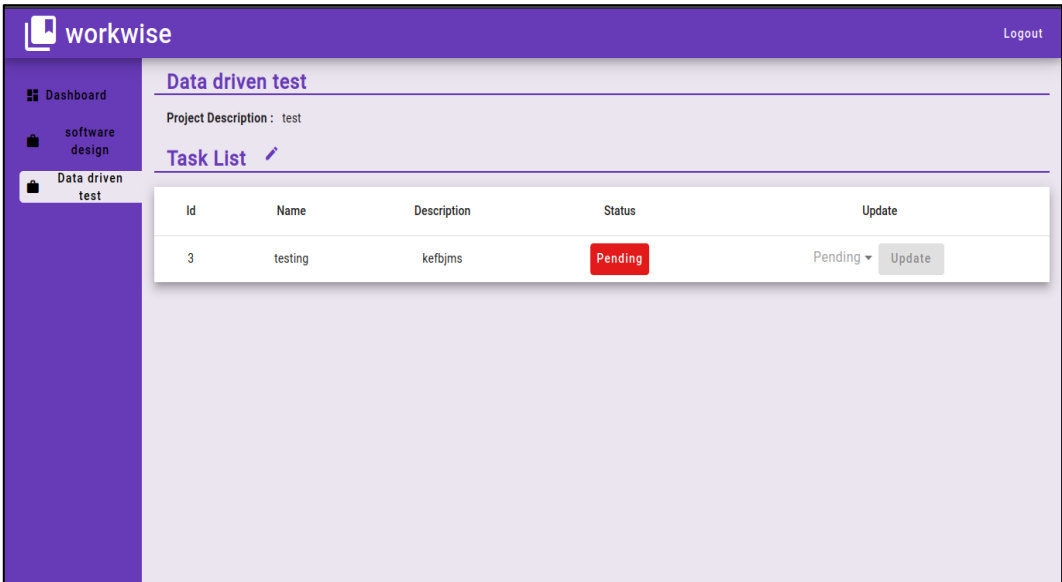 workwise
Logout
Dashboard
software
design
Data driven
test
Data driven test
Project Description : test
Task List
Id Name Description Status Update
3 testing kefbjms Pending Pending Update